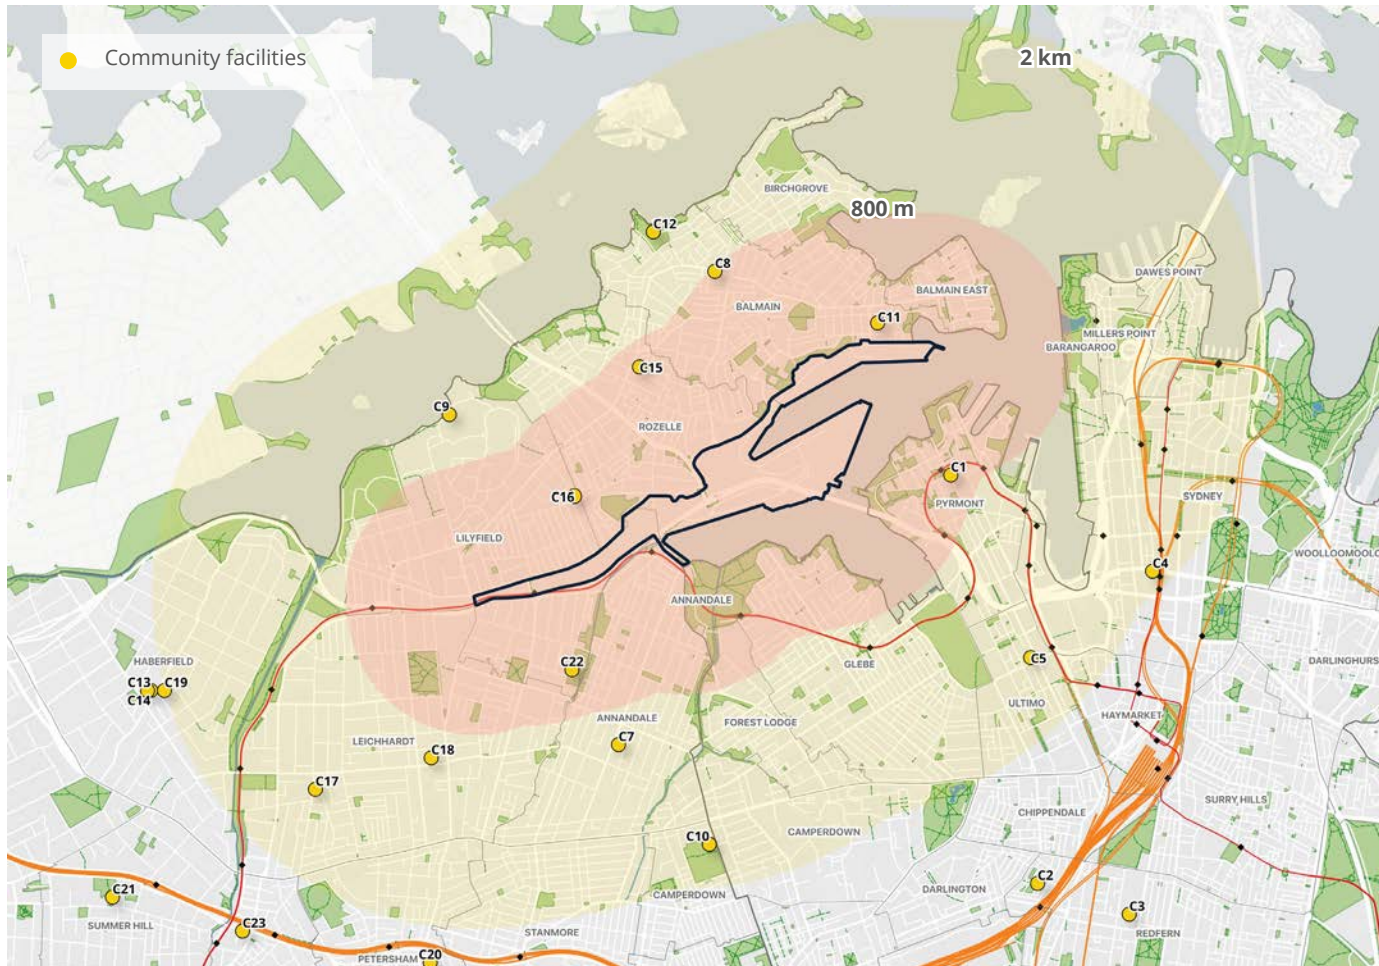 Community facilities
2 km
BIRCHGROVE
800 m
C12
C8
DAWES POINT
BALMAIN EAST
BALMAIN
C11
MILLERS POINT
BARANGAROO
C15
C9
ROZELLE
C1
C16
SYDNEY
PYRMONT
LILYFIELD
WOOLLOOMOOLO
C4
ANNANDALE
HABERFIELD
C22
GLEBE
C5
DARLINGHURS
C13
C19
C14
ULTIMO
ANNANDALE
FOREST LODGE
HAYMARKET
LEICHHARDT
C7
C18
C17
SURRY HILLS
CHIPPENDALE
C10
CAMPERDOWN
C2
C21
DARLINGTON
CAMPERDOWN
C3
SUMMER HILL
C23
STANMORE
REDFERN
PETERSHAM
C20